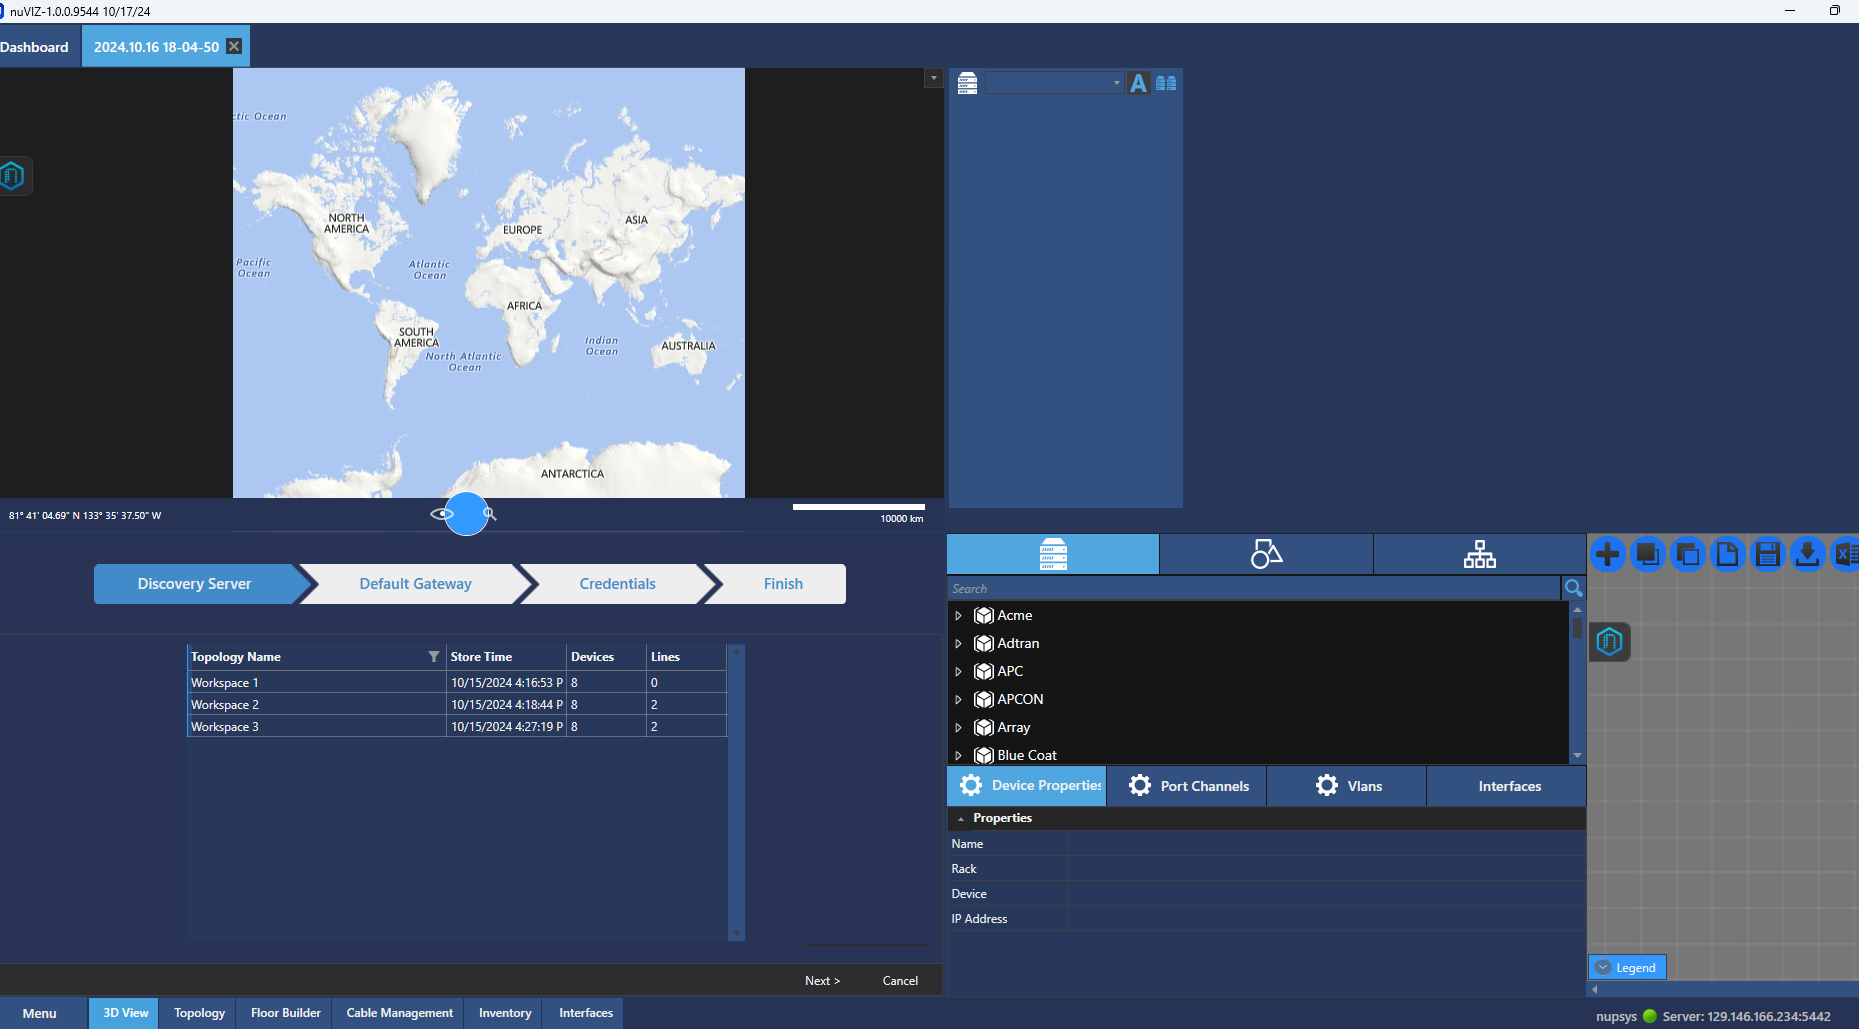 nuVIZ-1.0.0.9544 10/17/24
Dashboard
2024.10.16 18-04-50
ctic Ocean
NORTH
AMERICA
EUROPE
ASIA
Pacific
Ocean
Atlantic
Ocean
AFRICA
SOUTH
AMERICA
Indian
Ocean
AUSTRALIA
North Atlantic
Ocean
ANTARCTICA
81° 41' 04.69" N 133° 35' 37.50" W
10000 km
A
Discovery Server
Default Gateway
Credentials
Finish
Topology Name Store Time Devices Lines
Workspace 1 10/15/2024 4:16:53 P 8 0
Workspace 2 10/15/2024 4:18:44 P 8 2
Workspace 3 10/15/2024 4:27:19 P 8 2
Next >
Cancel
Search
Acme
Adtran
APC
APCON
Array
Blue Coat
Device Properties
Port Channels
Vlans
Interfaces
Properties
Name
Rack
Device
IP Address
Legend
Menu
3D View
Topology
Floor Builder
Cable Management
Inventory
Interfaces
nupsys
Server: 129.146.166.234:5442